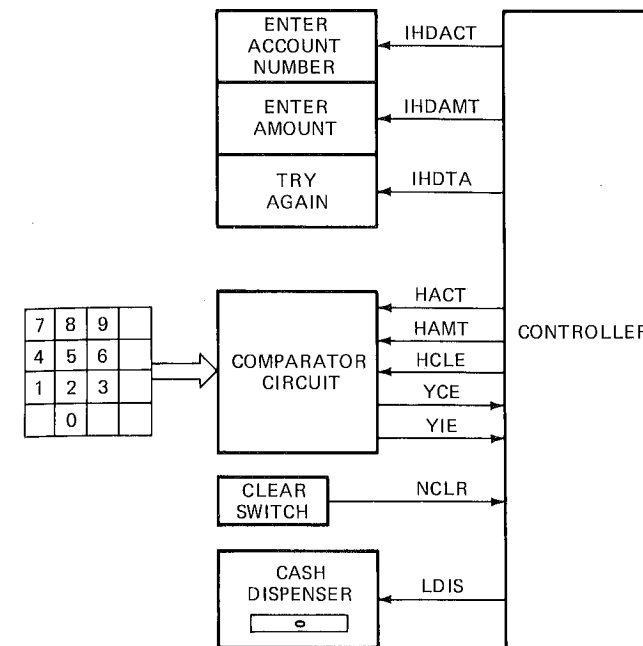 ENTER
ACCOUNT
NUMBER
IHDACT
ENTER
AMOUNT
IHDAMT
TRY
AGAIN
IHDTA
7 8 9
4 5 6
1 2 3
0
COMPARATOR
CIRCUIT
HACT
HAMT
HCLE
YCE
YIE
CONTROLLER
CLEAR
SWITCH
NCLR
CASH
DISPENSER
LDIS